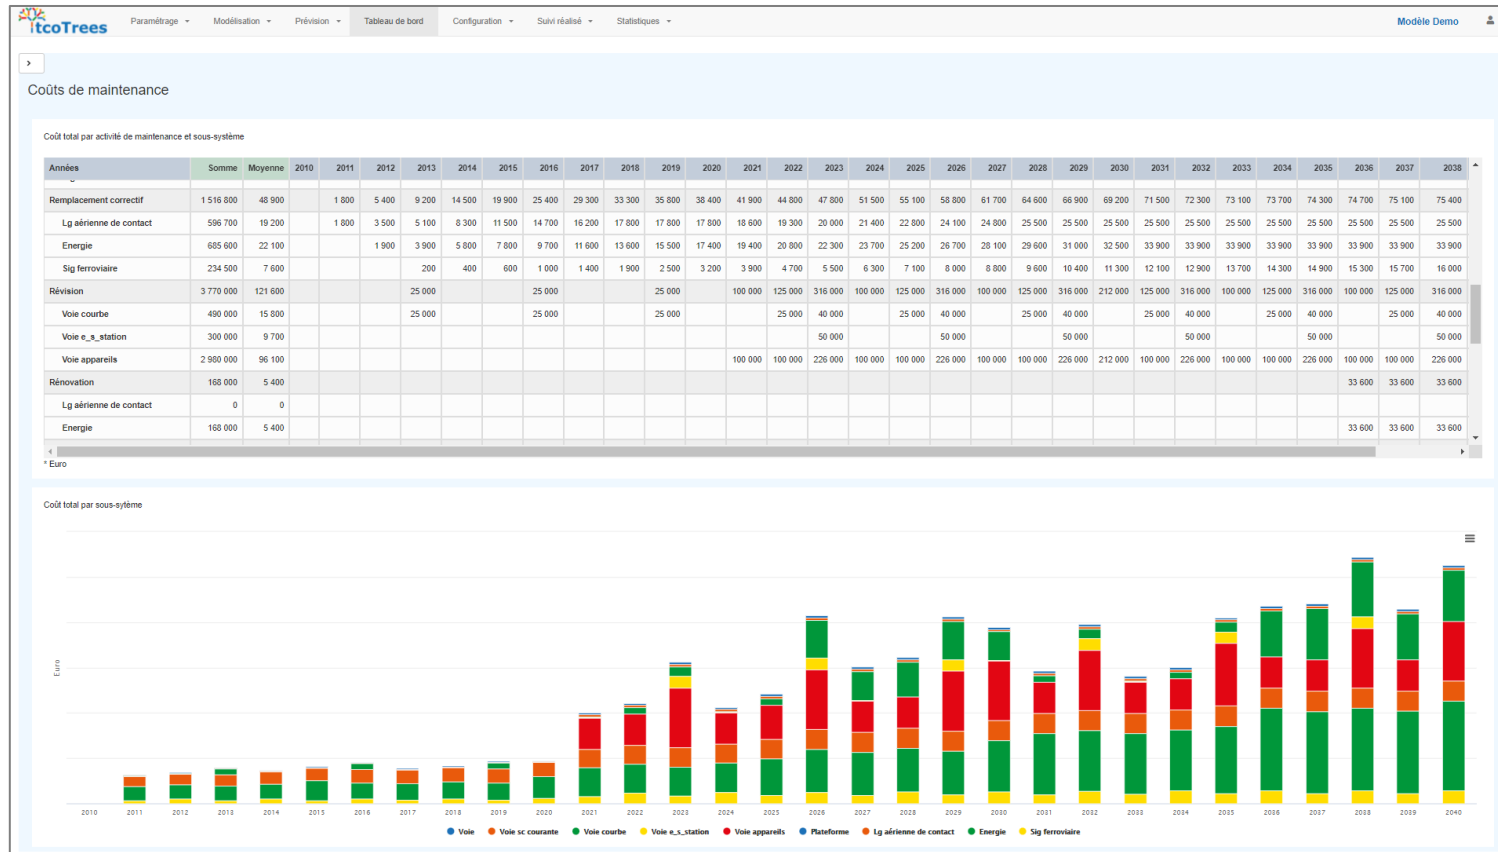 itcoTrees Paramétrage Modélisation Prévision Tableau de bord Configuration Suivi réalisé Statistiques Modèle Demo
Coûts de maintenance
Coût total par activité de maintenance et sous-système
Années Somme Moyenne 2010 2011 2012 2013 2014 2015 2016 2017 2018 2019 2020 2021 2022 2023 2024 2025 2026 2027 2028 2029 2030 2031 2032 2033 2034 2035 2036 2037 2038
Remplacement correctif 1 516 800 48 900 1 800 5 400 9 200 14 500 19 900 25 400 29 300 33 300 35 800 38 400 41 900 44 800 47 800 51 500 55 100 58 800 61 700 64 600 66 900 69 200 71 500 72 300 73 100 73 700 74 300 74 700 75 100 75 400
Lg aérienne de contact 596 700 19 200 1 800 3 500 5 100 8 300 11 500 14 700 16 200 17 800 17 800 17 800 18 600 19 300 20 000 21 400 22 800 24 100 24 800 25 500 25 500 25 500 25 500 25 500 25 500 25 500 25 500 25 500 25 500 25 500
Energie 685 600 22 100 1 900 3 900 5 800 7 800 9 700 11 600 13 600 15 500 17 400 19 400 20 800 22 300 23 700 25 200 26 700 28 100 29 600 31 000 32 500 33 900 33 900 33 900 33 900 33 900 33 900 33 900 33 900
Sig ferroviaire 234 500 7 600 200 400 600 1 000 1 400 1 900 2 500 3 200 3 900 4 700 5 500 6 300 7 100 8 000 8 800 9 600 10 400 11 300 12 100 12 900 13 700 14 300 14 900 15 300 15 700 16 000
Révision 3 770 000 121 600 25 000 25 000 25 000 100 000 125 000 316 000 100 000 125 000 316 000 100 000 125 000 316 000 212 000 125 000 316 000 100 000 125 000 316 000 100 000 125 000 316 000
Voie courbe 490 000 15 800 25 000 25 000 25 000 25 000 40 000 25 000 40 000 25 000 40 000 25 000 40 000 25 000 40 000 25 000 40 000
Voie e_s_station 300 000 9 700 50 000 50 000 50 000 50 000 50 000 50 000
Voie appareils 2 980 000 96 100 100 000 100 000 226 000 100 000 100 000 226 000 100 000 100 000 226 000 212 000 100 000 226 000 100 000 100 000 226 000 100 000 100 000 226 000
Rénovation 168 000 5 400 33 600 33 600 33 600
Lg aérienne de contact 0 0
Energie 168 000 5 400 33 600 33 600 33 600
* Euro
Coût total par sous-sytème
Euro
2010 2011 2012 2013 2014 2015 2016 2017 2018 2019 2020 2021 2022 2023 2024 2025 2026 2027 2028 2029 2030 2031 2032 2033 2034 2035 2036 2037 2038 2039 2040
Voie Voie sc courante Voie courbe Voie e_s_station Voie appareils Plateforme Lg aérienne de contact Energie Sig ferroviaire